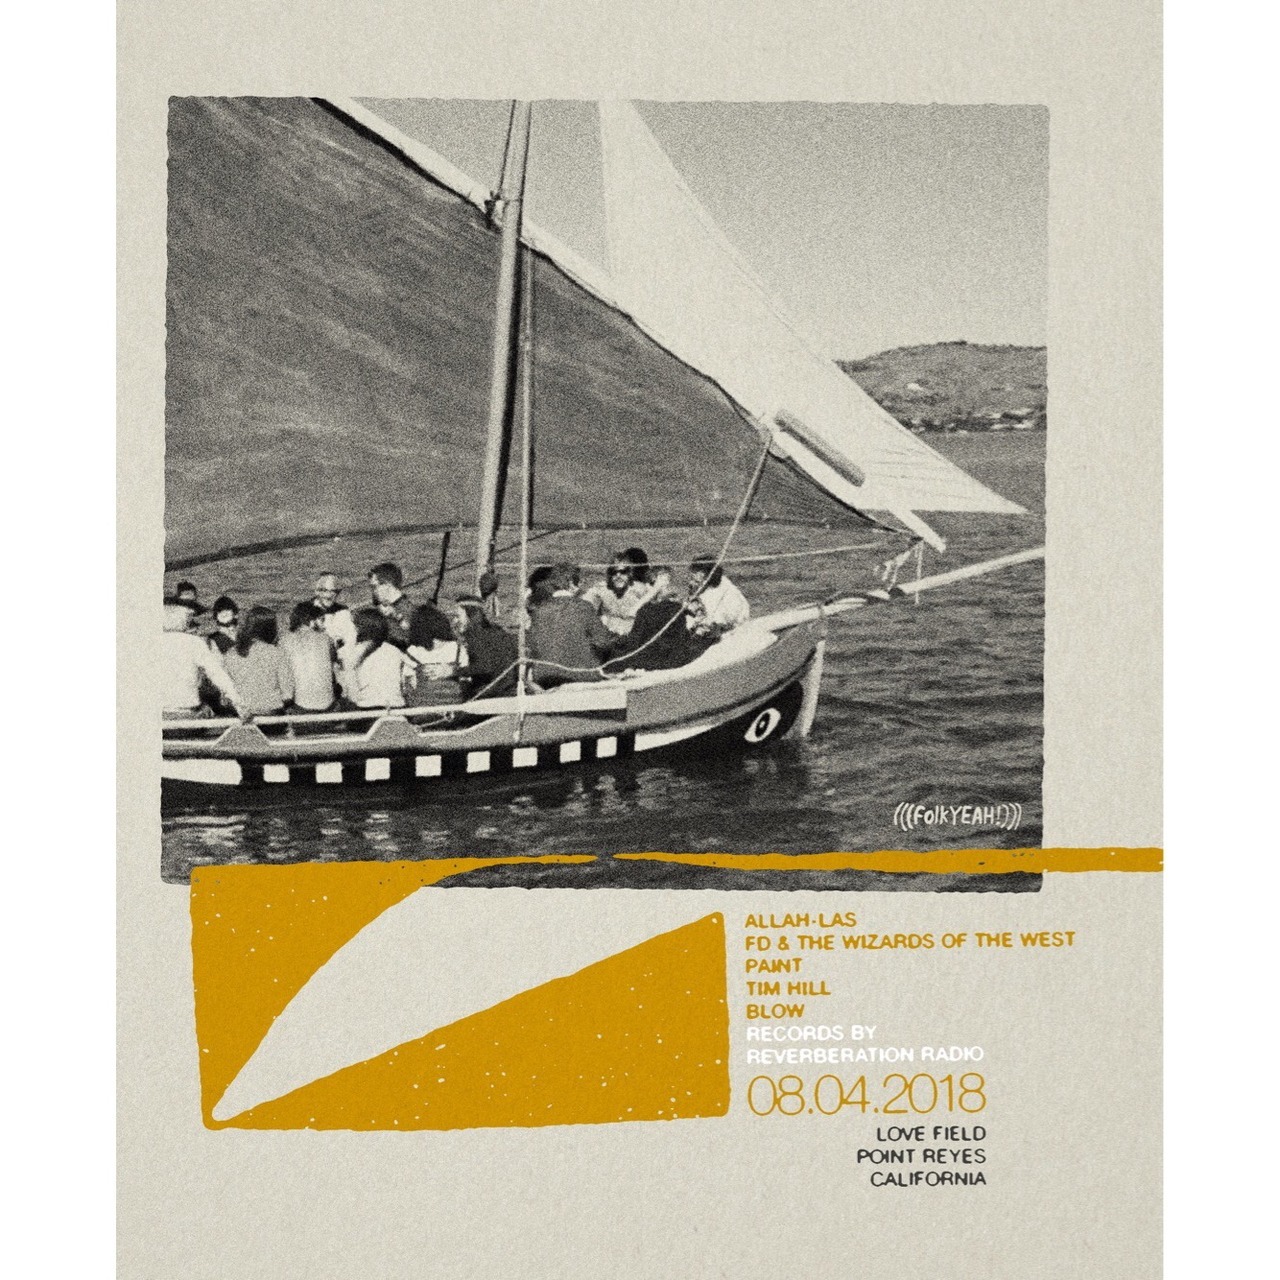 (((FolkYEAH!)))
ALLAH-LAS
FD & THE WIZARDS OF THE WEST
PAINT
TIM HILL
BLOW
RECORDS BY
REVERBERATION RADIO
08.04.2018
LOVE FIELD
POINT REYES
CALIFORNIA